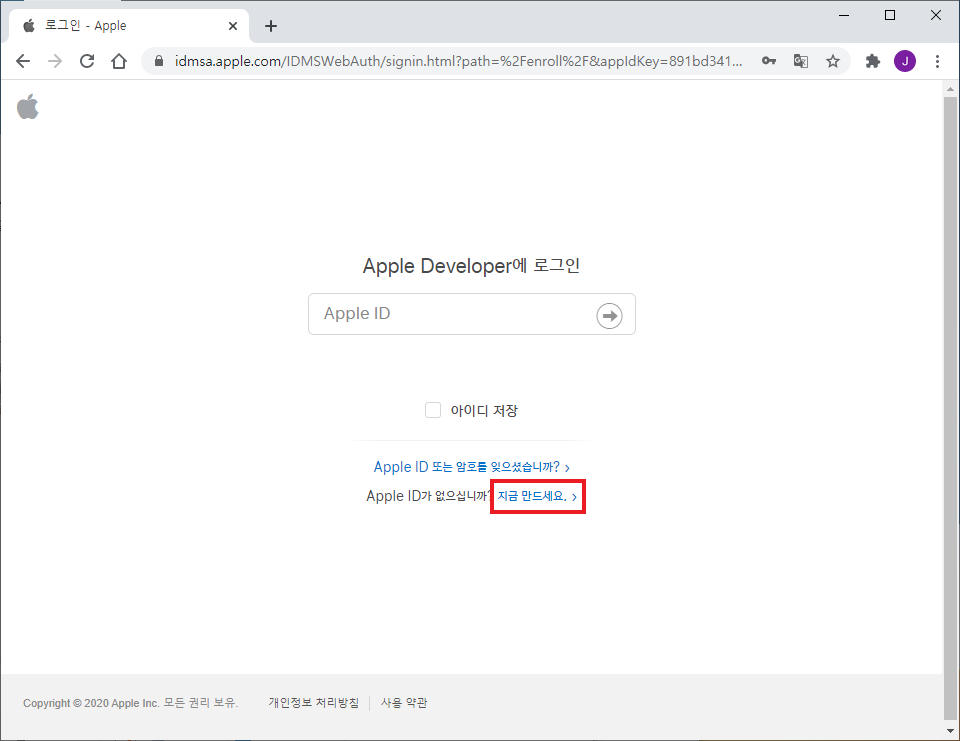 로그인 - Apple
idmsa.apple.com/IDMSWebAuth/signin.html?path=%2Fenroll%2F&appIdKey=891bd341...
J
Apple Developer에 로그인
Apple ID
아이디 저장
Apple ID 또는 암호를 잊으셨습니까? >
Apple ID가 없으십니까? 지금 만드세요. >
Copyright © 2020 Apple Inc. 모든 권리 보유. 개인정보 처리방침 | 사용 약관